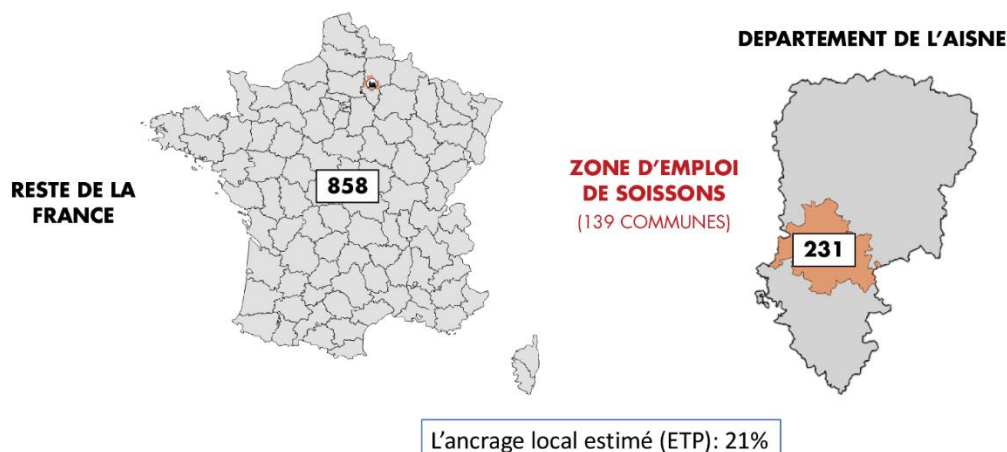 DEPARTEMENT DE L'AISNE
RESTE DE LA
FRANCE
858
ZONE D'EMPLOI
DE SOISSONS
(139 COMMUNES)
231
L'ancrage local estimé (ETP): 21%